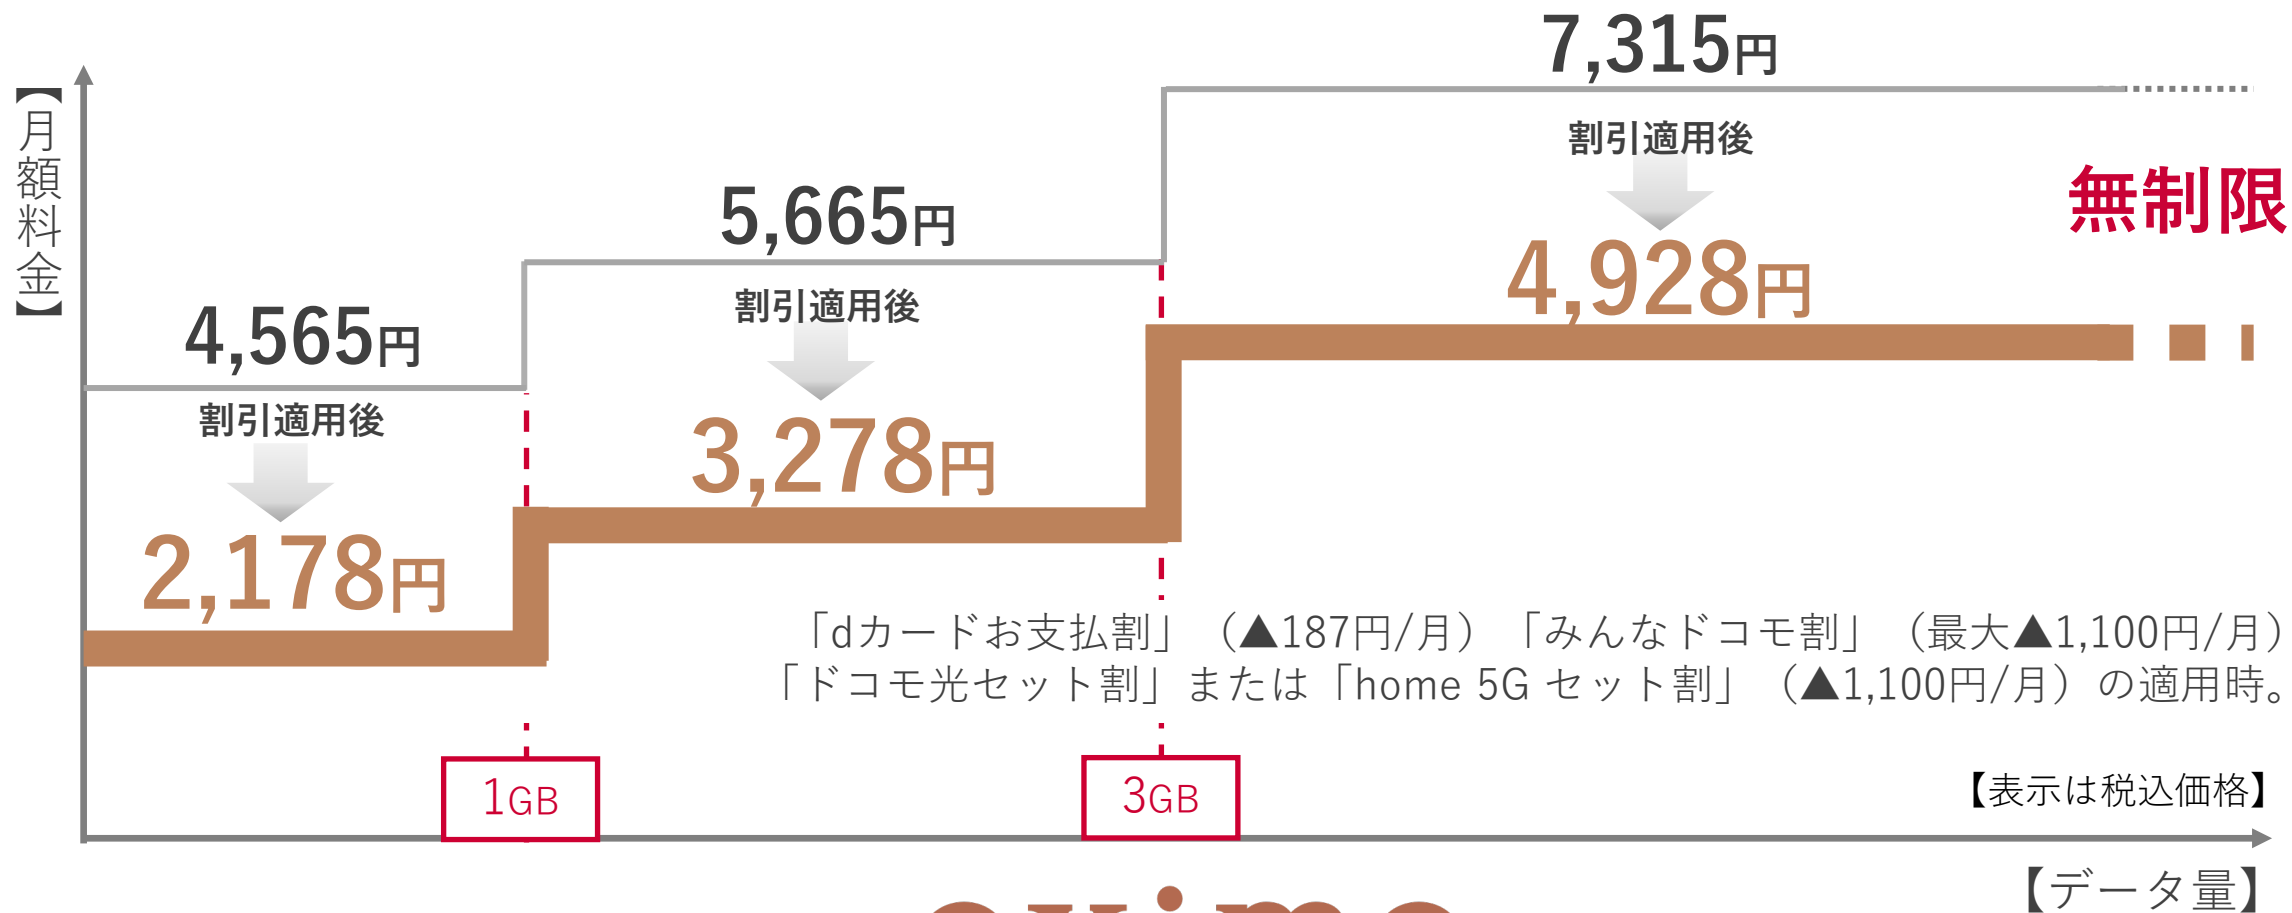 【月額料金】
7,315円
割引適用後
4,928円
無制限
5,665円
割引適用後
3,278円
4,565円
割引適用後
2,178円
「dカードお支払割」（▲187円/月）「みんなドコモ割」（最大▲1,100円/月）
「ドコモ光セット割」または「home 5G セット割」（▲1,100円/月）の適用時。
1GB
3GB
【表示は税込価格】
【データ量】